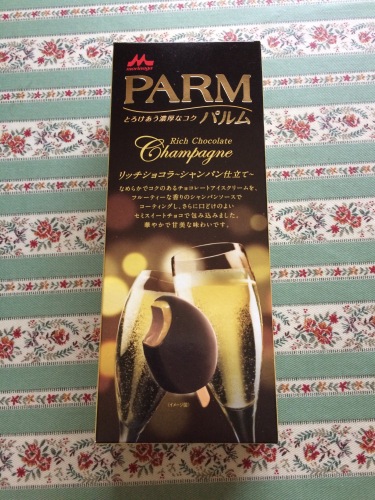 morinaga
PARM
とろけあう濃厚なコク パルム
Rich Chocolate
Champagne
リッチショコラ~シャンパン仕立て~
なめらかでコクのあるチョコレートアイスクリームを、
フルーティーな香りのシャンパンソースで
コーティングし、さらに口どけのよい
セミスイートチョコで包み込みました。
華やかで甘美な味わいです。
(イメージ図)